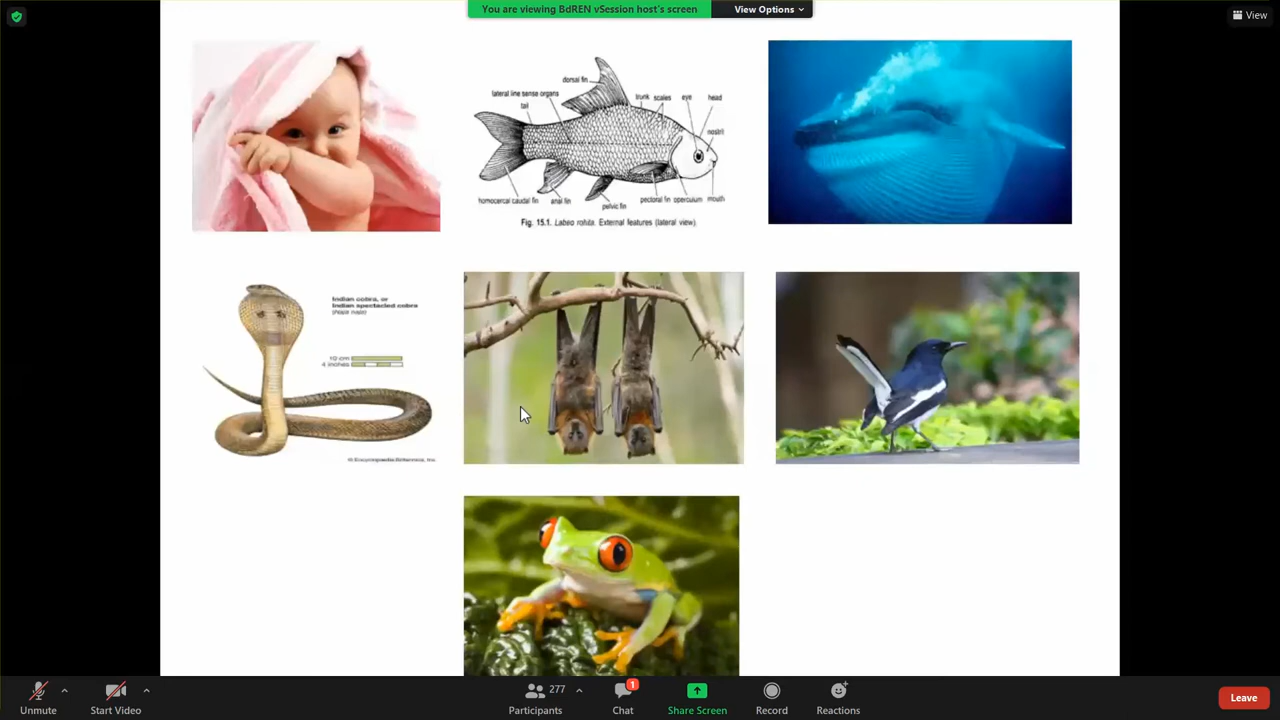 You are viewing BdREN vSession host's screen
View Options
View
dorsal fin
lateral line sense organs
trunk
scales
eye
head
tail
nostril
homocercal caudal fin
anal fin
pelvic fin
pectoral fin
operculum
mouth
Fig. 15.1. Labeo rohita. External features (lateral view).
Indian cobra, or
Indian spectacled cobra
(Naja naja)
10 cm
4 inches
© Encyclopaedia Britannica, Inc.
277
1
Unmute
Start Video
Participants
Chat
Share Screen
Record
Reactions
Leave